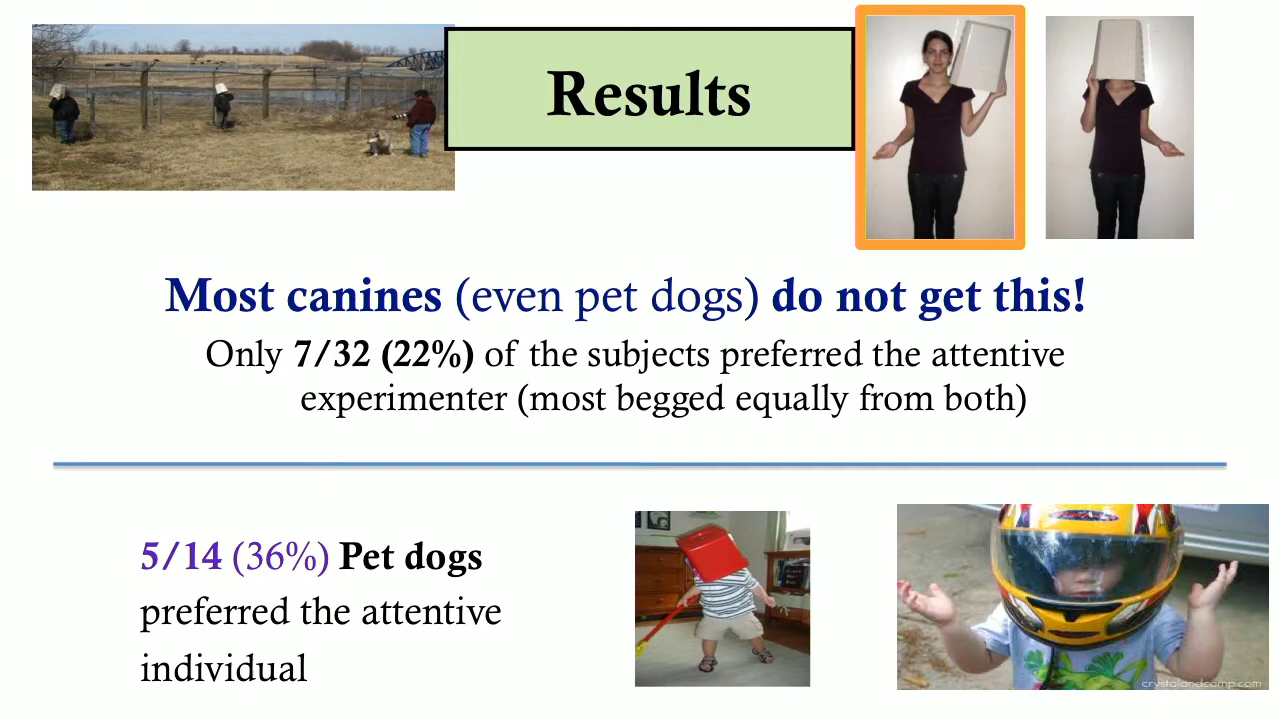 Results
Most canines (even pet dogs) do not get this!
Only 7/32 (22%) of the subjects preferred the attentive
experimenter (most begged equally from both)
5/14 (36%) Pet dogs
preferred the attentive
individual
crystalandcomp.com